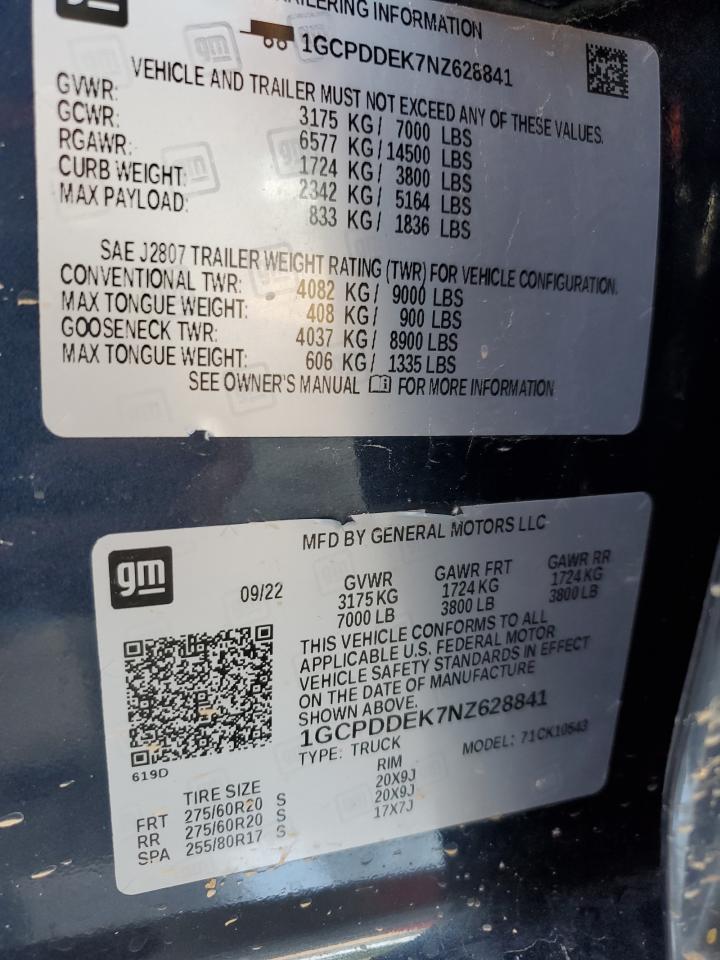 gm
TRAILERING INFORMATION
1GCPDDEK7NZ628841
VEHICLE AND TRAILER MUST NOT EXCEED ANY OF THESE VALUES.
GVWR: 3175 KG/ 7000 LBS
GCWR: 6577 KG/14500 LBS
RGAWR: 1724 KG/ 3800 LBS
CURB WEIGHT: 2342 KG/ 5164 LBS
MAX PAYLOAD: 833 KG/ 1836 LBS
SAE J2807 TRAILER WEIGHT RATING (TWR) FOR VEHICLE CONFIGURATION.
CONVENTIONAL TWR: 4082 KG/ 9000 LBS
MAX TONGUE WEIGHT: 408 KG/ 900 LBS
GOOSENECK TWR: 4037 KG/ 8900 LBS
MAX TONGUE WEIGHT: 606 KG/ 1335 LBS
SEE OWNER'S MANUAL FOR MORE INFORMATION
MFD BY GENERAL MOTORS LLC
gm
09/22 GVWR GAWR FRT GAWR RR
3175 KG 1724 KG 1724 KG
7000 LB 3800 LB 3800 LB
THIS VEHICLE CONFORMS TO ALL
APPLICABLE U.S. FEDERAL MOTOR
VEHICLE SAFETY STANDARDS IN EFFECT
ON THE DATE OF MANUFACTURE
SHOWN ABOVE.
1GCPDDEK7NZ628841
TYPE: TRUCK MODEL: 71CK10543
619D
TIRE SIZE RIM
FRT 275/60R20 S 20X9J
RR 275/60R20 S 20X9J
SPA 255/80R17 S 17X7J